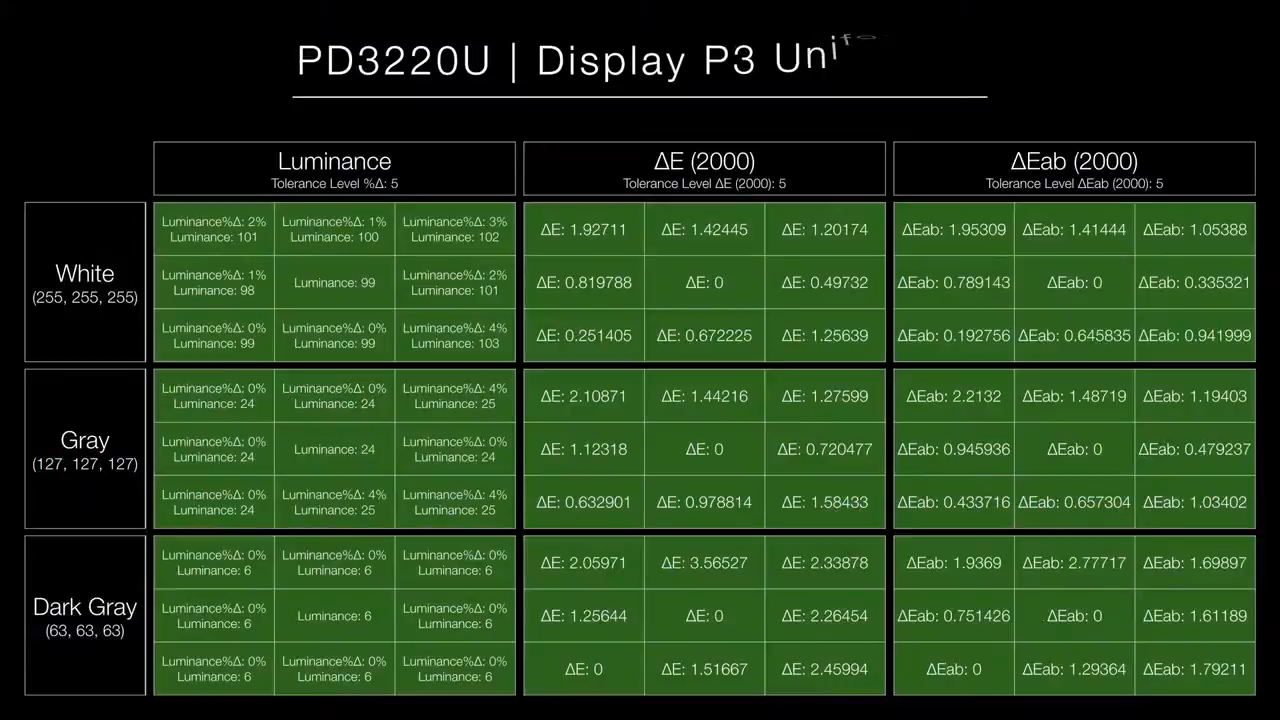 PD3220U | Display P3 Unif
Luminance
Tolerance Level %Δ: 5
ΔE (2000)
Tolerance Level ΔE (2000): 5
ΔEab (2000)
Tolerance Level ΔEab (2000): 5
White
(255, 255, 255)
Luminance%Δ: 2% Luminance%Δ: 1% Luminance%Δ: 3%
Luminance: 101 Luminance: 100 Luminance: 102
ΔE: 1.92711 ΔE: 1.42445 ΔE: 1.20174
ΔEab: 1.95309 ΔEab: 1.41444 ΔEab: 1.05388
Luminance%Δ: 1% Luminance: 99 Luminance%Δ: 2%
Luminance: 98 Luminance: 101
ΔE: 0.819788 ΔE: 0 ΔE: 0.49732
ΔEab: 0.789143 ΔEab: 0 ΔEab: 0.335321
Luminance%Δ: 0% Luminance%Δ: 0% Luminance%Δ: 4%
Luminance: 99 Luminance: 99 Luminance: 103
ΔE: 0.251405 ΔE: 0.672225 ΔE: 1.25639
ΔEab: 0.192756 ΔEab: 0.645835 ΔEab: 0.941999
Gray
(127, 127, 127)
Luminance%Δ: 0% Luminance%Δ: 0% Luminance%Δ: 4%
Luminance: 24 Luminance: 24 Luminance: 25
ΔE: 2.10871 ΔE: 1.44216 ΔE: 1.27599
ΔEab: 2.2132 ΔEab: 1.48719 ΔEab: 1.19403
Luminance%Δ: 0% Luminance: 24 Luminance%Δ: 0%
Luminance: 24 Luminance: 24
ΔE: 1.12318 ΔE: 0 ΔE: 0.720477
ΔEab: 0.945936 ΔEab: 0 ΔEab: 0.479237
Luminance%Δ: 0% Luminance%Δ: 4% Luminance%Δ: 4%
Luminance: 24 Luminance: 25 Luminance: 25
ΔE: 0.632901 ΔE: 0.978814 ΔE: 1.58433
ΔEab: 0.433716 ΔEab: 0.657304 ΔEab: 1.03402
Dark Gray
(63, 63, 63)
Luminance%Δ: 0% Luminance%Δ: 0% Luminance%Δ: 0%
Luminance: 6 Luminance: 6 Luminance: 6
ΔE: 2.05971 ΔE: 3.56527 ΔE: 2.33878
ΔEab: 1.9369 ΔEab: 2.77717 ΔEab: 1.69897
Luminance%Δ: 0% Luminance: 6 Luminance%Δ: 0%
Luminance: 6 Luminance: 6
ΔE: 1.25644 ΔE: 0 ΔE: 2.26454
ΔEab: 0.751426 ΔEab: 0 ΔEab: 1.61189
Luminance%Δ: 0% Luminance%Δ: 0% Luminance%Δ: 0%
Luminance: 6 Luminance: 6 Luminance: 6
ΔE: 0 ΔE: 1.51667 ΔE: 2.45994
ΔEab: 0 ΔEab: 1.29364 ΔEab: 1.79211